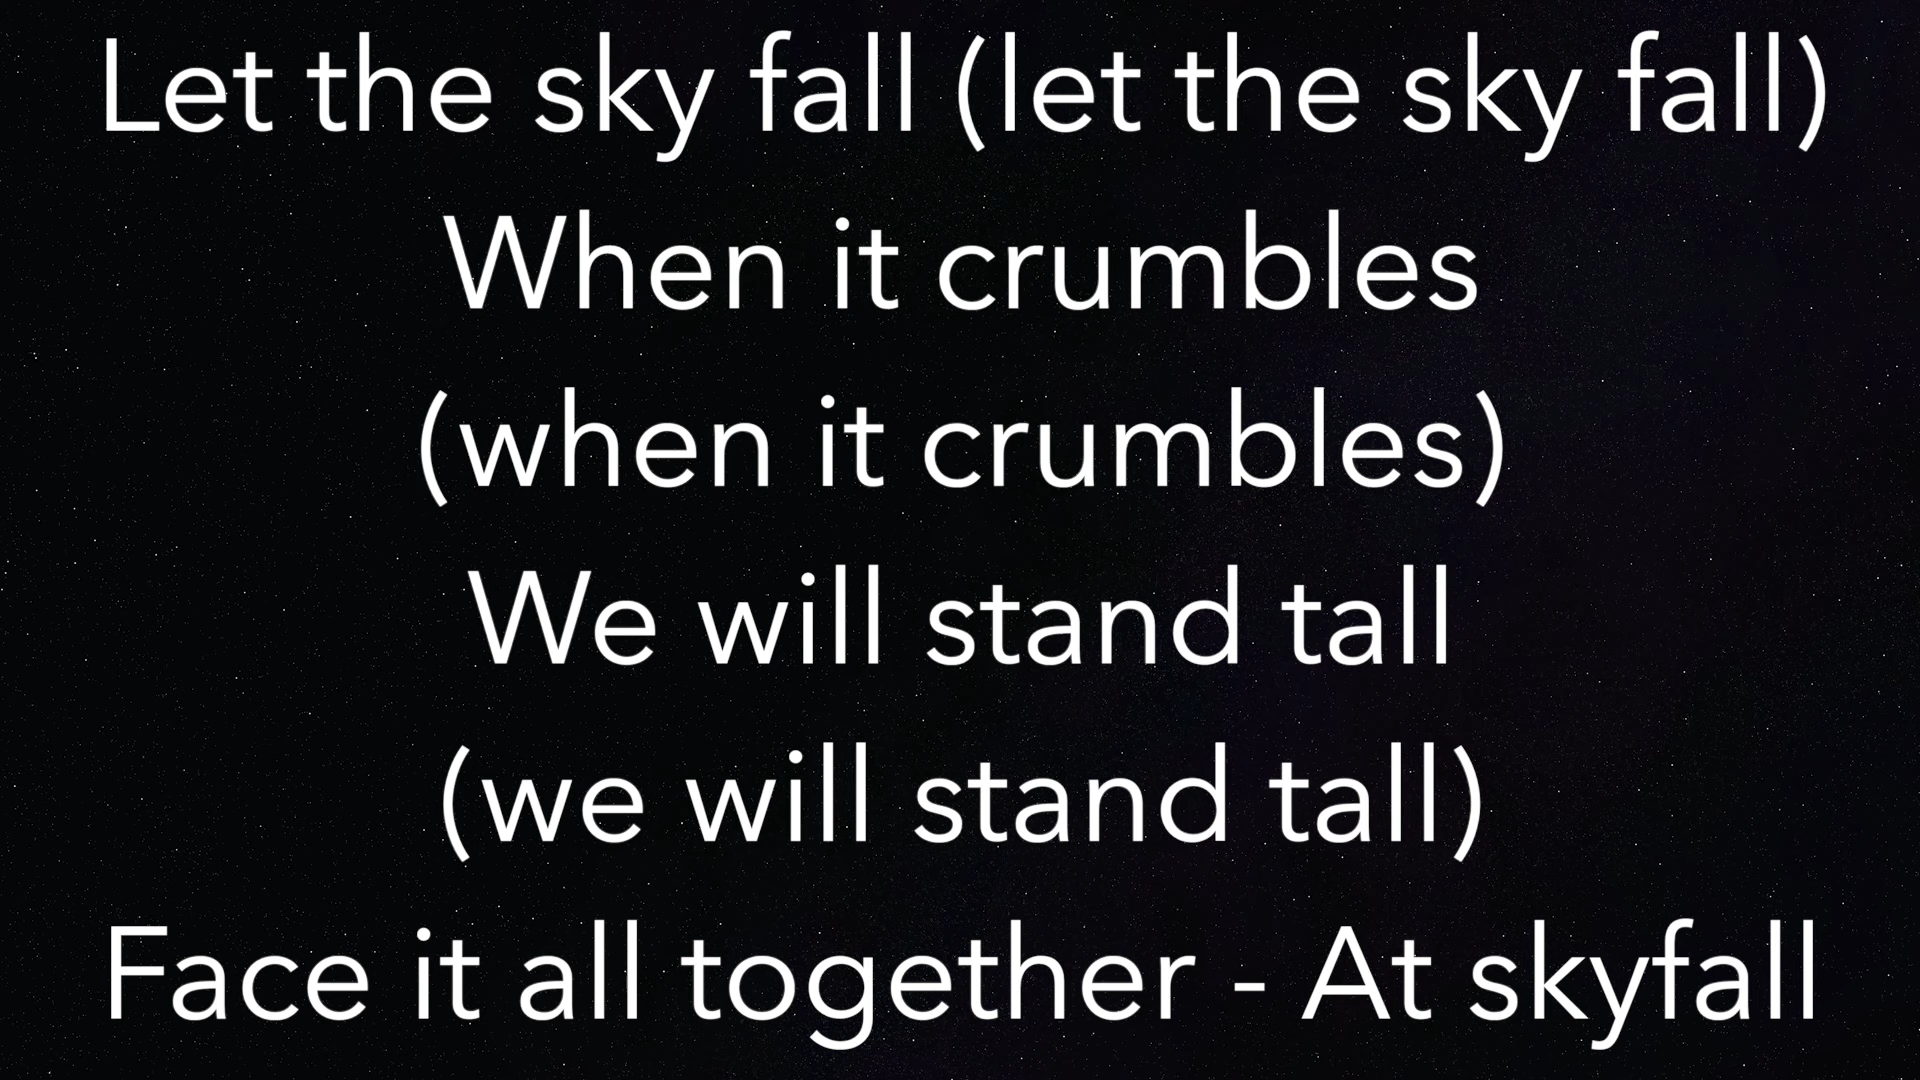 Let the sky fall (let the sky fall)
When it crumbles
(when it crumbles)
We will stand tall
(we will stand tall)
Face it all together - At skyfall